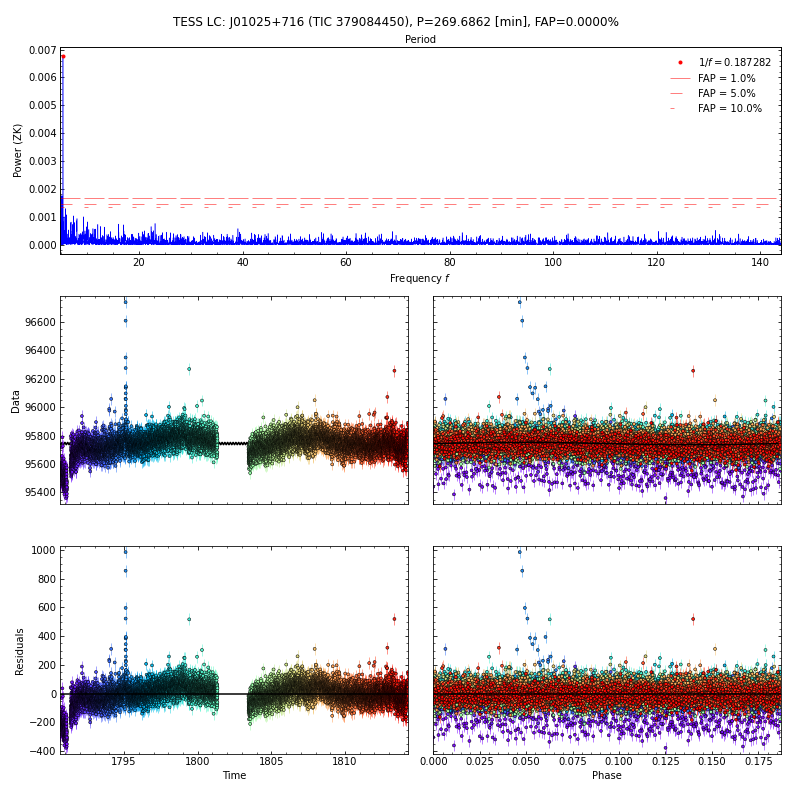 TESS LC: J01025+716 (TIC 379084450), P=269.6862 [min], FAP=0.0000%
Period
0.007
0.006
0.005
0.004
0.003
0.002
0.001
0.000
Power (ZK)
1/f = 0.187282
FAP = 1.0%
FAP = 5.0%
FAP = 10.0%
20 40 60 80 100 120 140
Frequency f
96600
96400
96200
96000
95800
95600
95400
Data
1000
800
600
400
200
0
−200
−400
Residuals
1795 1800 1805 1810
Time
0.000 0.025 0.050 0.075 0.100 0.125 0.150 0.175
Phase